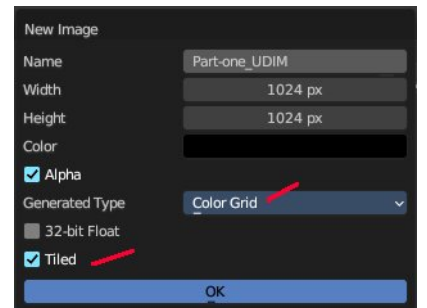 New Image
Name Part-one_UDIM
Width 1024 px
Height 1024 px
Color
Alpha
Generated Type Color Grid
32-bit Float
Tiled
OK